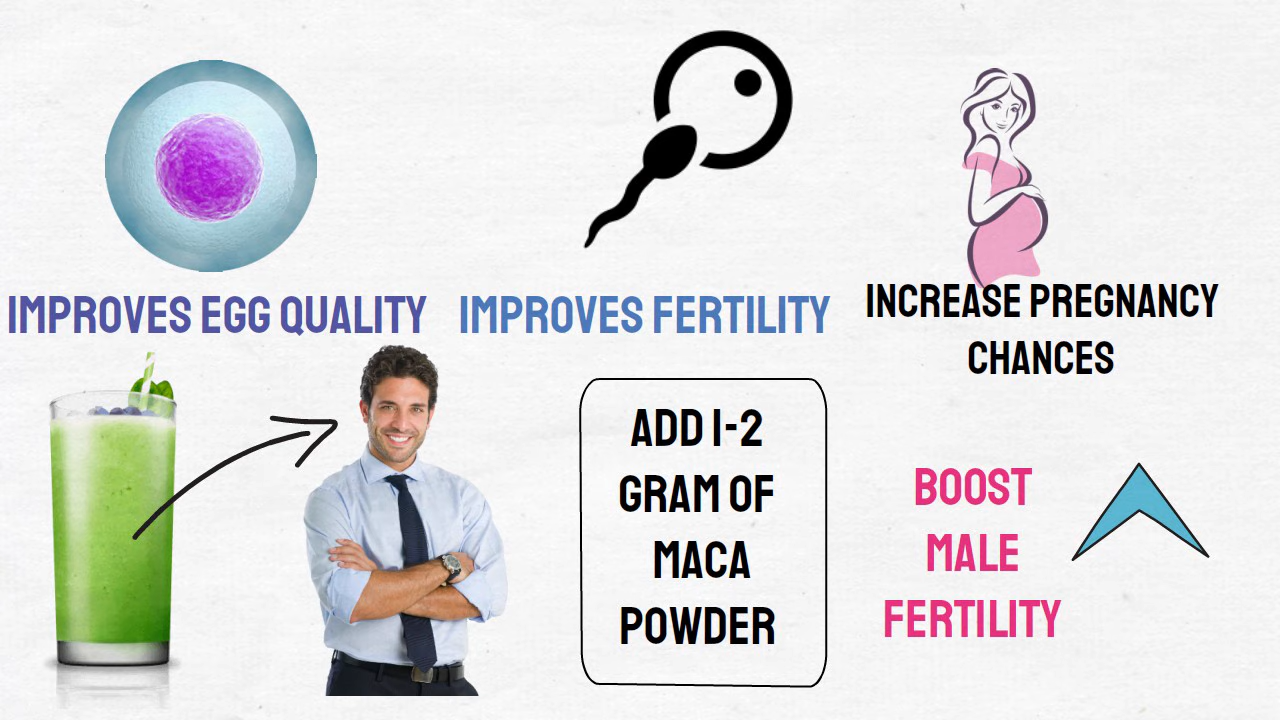 IMPROVES EGG QUALITY
IMPROVES FERTILITY
INCREASE PREGNANCY
CHANCES
ADD 1-2
GRAM OF
MACA
POWDER
BOOST
MALE
FERTILITY